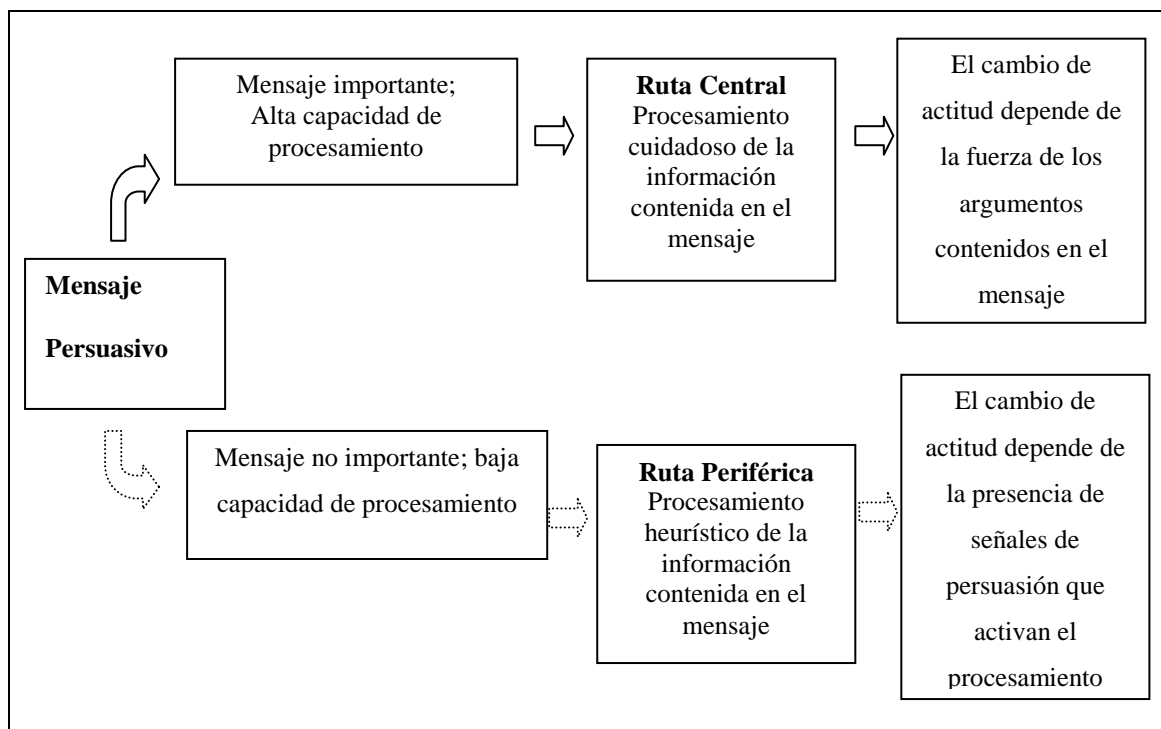 Mensaje importante;
Alta capacidad de
procesamiento
Ruta Central
Procesamiento
cuidadoso de la
información
contenida en el
mensaje
El cambio de
actitud depende de
la fuerza de los
argumentos
contenidos en el
mensaje
Mensaje
Persuasivo
Mensaje no importante; baja
capacidad de procesamiento
Ruta Periférica
Procesamiento
heurístico de la
información
contenida en el
mensaje
El cambio de
actitud depende de
la presencia de
señales de
persuasión que
activan el
procesamiento